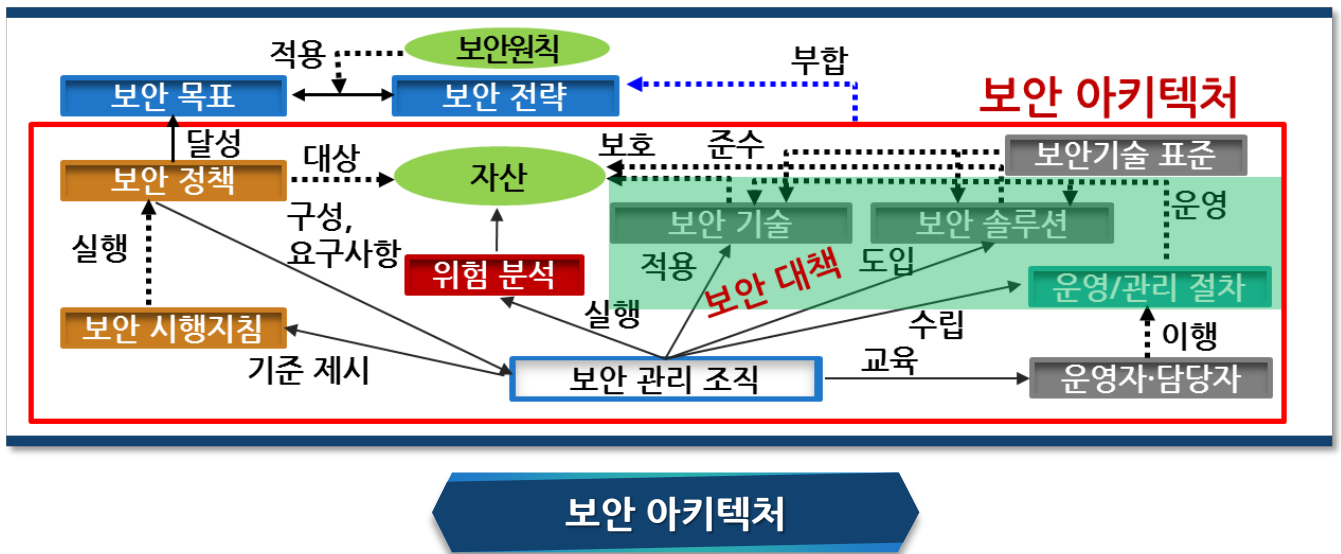 보안원칙
적용
부합
보안 목표
보안 전략
보안 아키텍처
달성
대상
보호
준수
보안기술 표준
보안 정책
자산
구성,
요구사항
보안 기술
보안 솔루션
운영
실행
위험 분석
적용
보안 대책
도입
운영/관리 절차
보안 시행지침
실행
수립
이행
기준 제시
보안 관리 조직
교육
운영자·담당자
보안 아키텍처